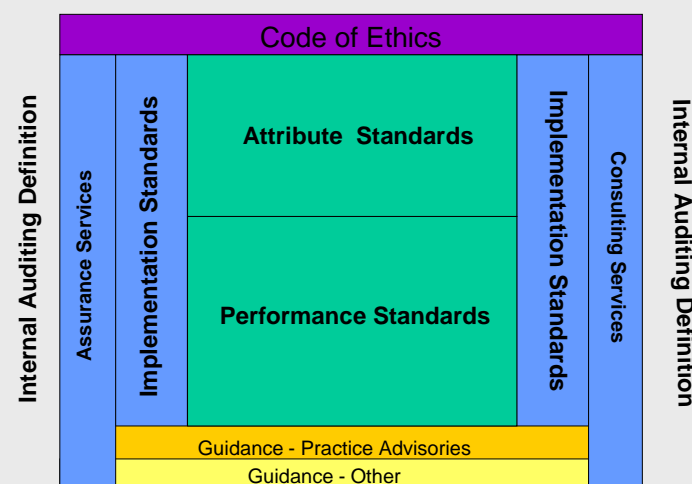 Code of Ethics
Internal Auditing Definition
Assurance Services
Implementation Standards
Attribute Standards
Performance Standards
Implementation Standards
Consulting Services
Internal Auditing Definition
Guidance - Practice Advisories
Guidance - Other